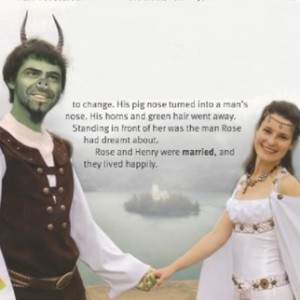 to change. His pig nose turned into a man's
nose. His horns and green hair went away.
Standing in front of her was the man Rose
had dreamt about.
Rose and Henry were married, and
they lived happily.